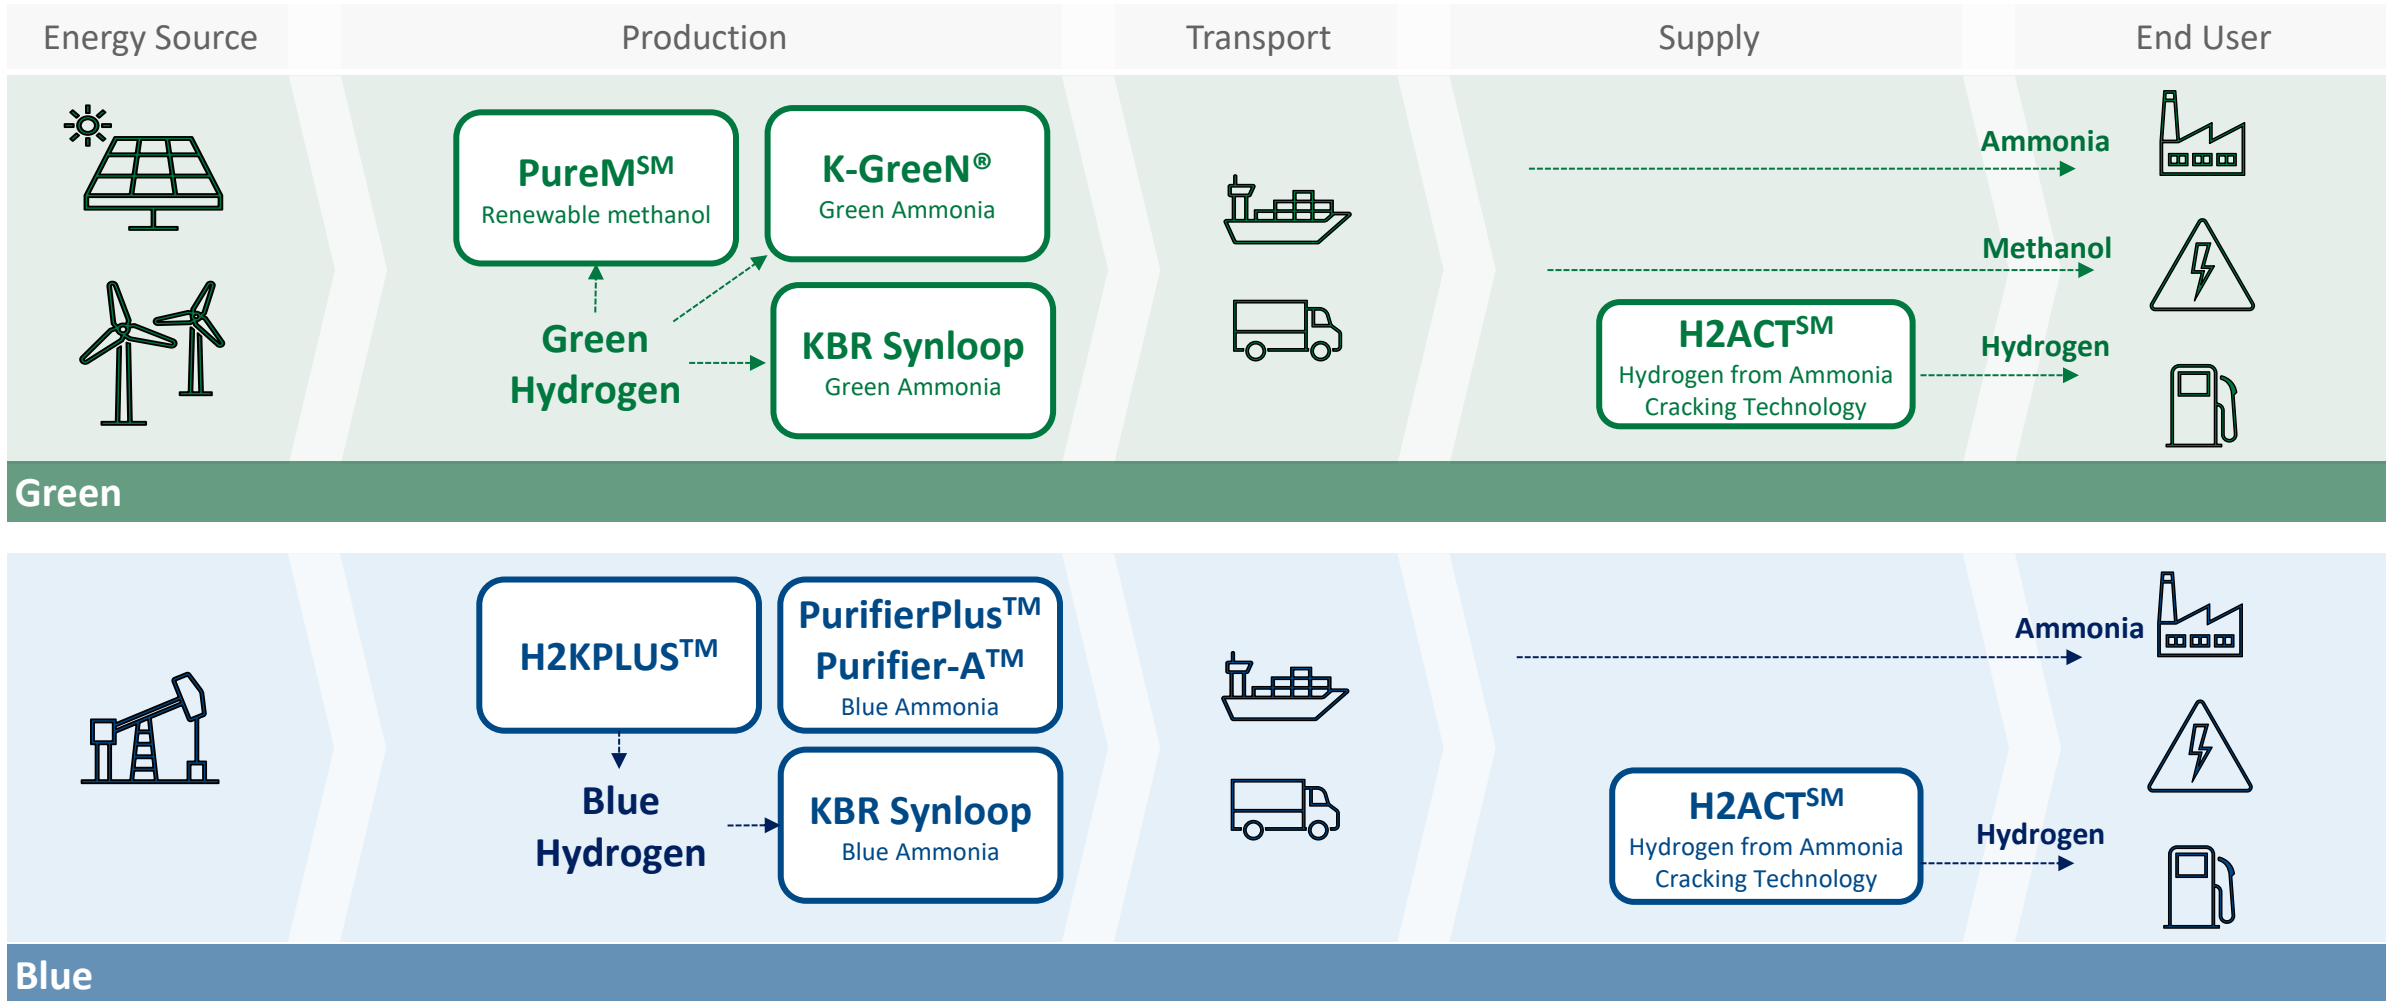 Energy Source
Production
Transport
Supply
End User
PureM℠
Renewable methanol
K-GreeN®
Green Ammonia
Green
Hydrogen
KBR Synloop
Green Ammonia
Ammonia
Methanol
H2ACT℠
Hydrogen from Ammonia
Cracking Technology
Hydrogen
Green
H2KPLUS™
PurifierPlus™
Purifier-A™
Blue Ammonia
Blue
Hydrogen
KBR Synloop
Blue Ammonia
Ammonia
H2ACT℠
Hydrogen from Ammonia
Cracking Technology
Hydrogen
Blue